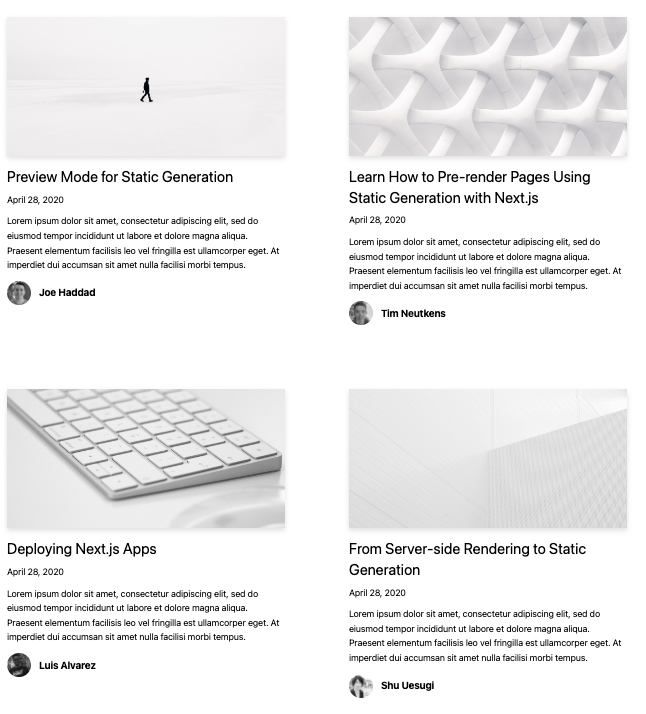 Preview Mode for Static Generation
April 28, 2020
Lorem ipsum dolor sit amet, consectetur adipiscing elit, sed do
eiusmod tempor incididunt ut labore et dolore magna aliqua.
Praesent elementum facilisis leo vel fringilla est ullamcorper eget. At
imperdiet dui accumsan sit amet nulla facilisi morbi tempus.
Joe Haddad
Learn How to Pre-render Pages Using
Static Generation with Next.js
April 28, 2020
Lorem ipsum dolor sit amet, consectetur adipiscing elit, sed do
eiusmod tempor incididunt ut labore et dolore magna aliqua.
Praesent elementum facilisis leo vel fringilla est ullamcorper eget. At
imperdiet dui accumsan sit amet nulla facilisi morbi tempus.
Tim Neutkens
Deploying Next.js Apps
April 28, 2020
Lorem ipsum dolor sit amet, consectetur adipiscing elit, sed do
eiusmod tempor incididunt ut labore et dolore magna aliqua.
Praesent elementum facilisis leo vel fringilla est ullamcorper eget. At
imperdiet dui accumsan sit amet nulla facilisi morbi tempus.
Luis Alvarez
From Server-side Rendering to Static
Generation
April 28, 2020
Lorem ipsum dolor sit amet, consectetur adipiscing elit, sed do
eiusmod tempor incididunt ut labore et dolore magna aliqua.
Praesent elementum facilisis leo vel fringilla est ullamcorper eget. At
imperdiet dui accumsan sit amet nulla facilisi morbi tempus.
Shu Uesugi